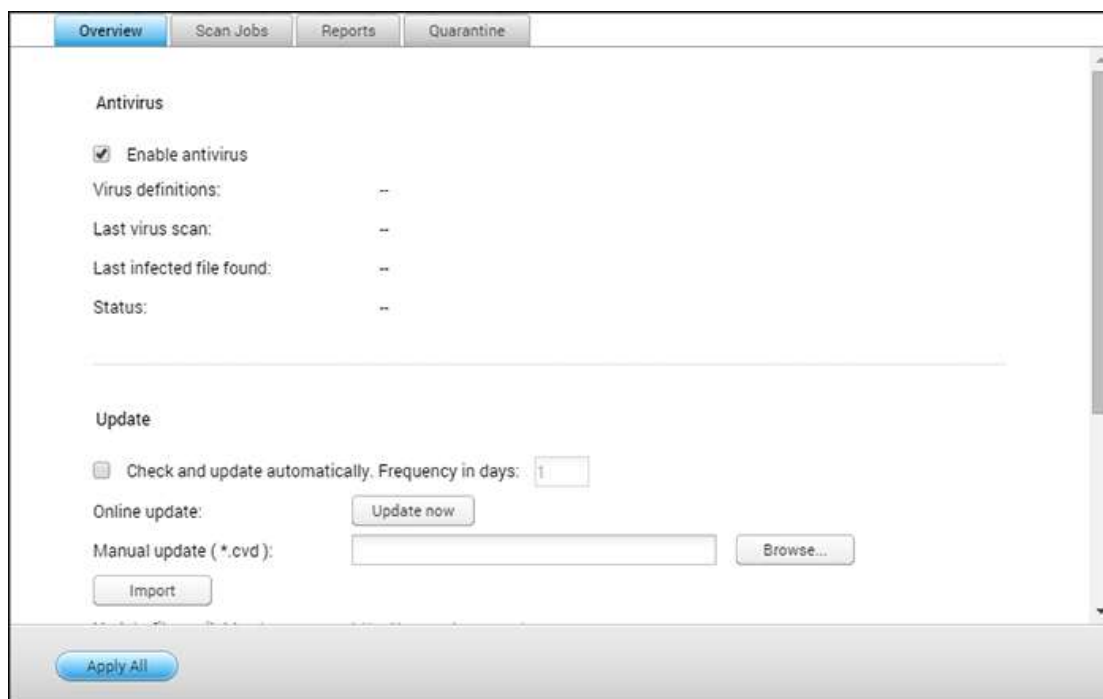 Overview Scan Jobs Reports Quarantine
Antivirus
Enable antivirus
Virus definitions: --
Last virus scan: --
Last infected file found: --
Status: --
Update
Check and update automatically. Frequency in days: 1
Online update: Update now
Manual update ( *.cvd ): Browse...
Import
Apply All